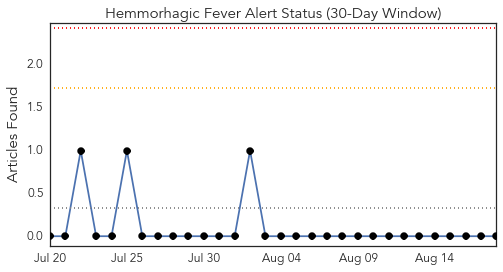 Hemmorhagic Fever Alert Status (30-Day Window)
Articles Found
2.0
1.5
1.0
0.5
0.0
Jul 20 Jul 25 Jul 30 Aug 04 Aug 09 Aug 14